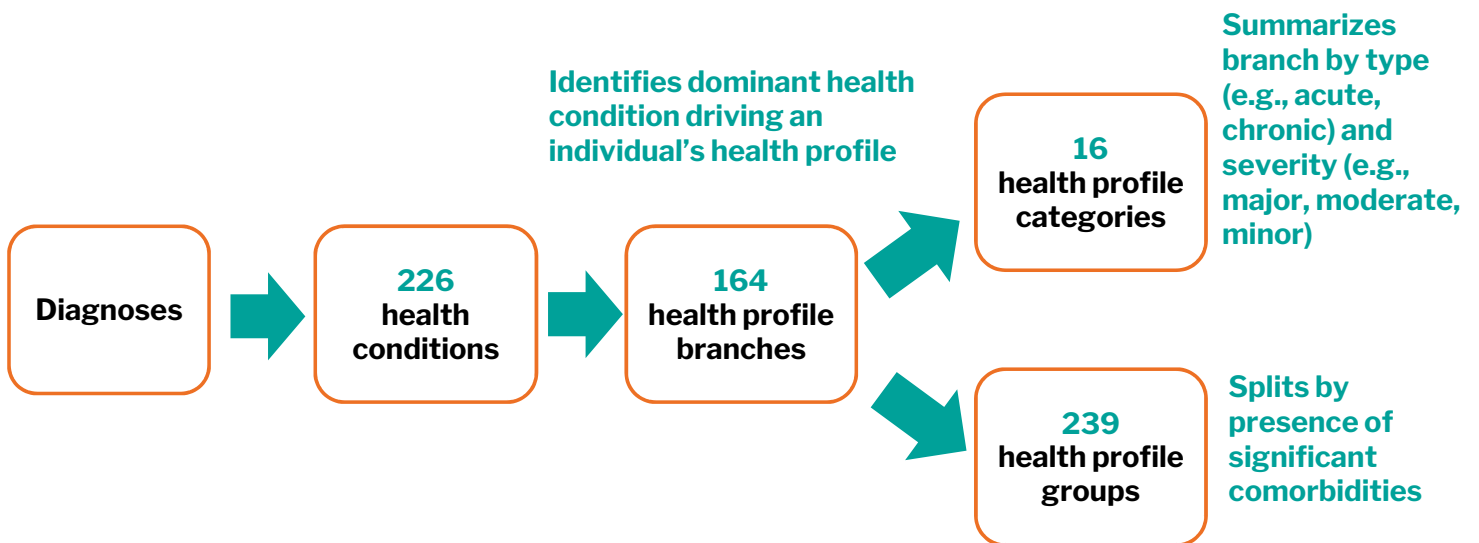 Diagnoses
226
health
conditions
Identifies dominant health
condition driving an
individual’s health profile
164
health profile
branches
16
health profile
categories
Summarizes
branch by type
(e.g., acute,
chronic) and
severity (e.g.,
major, moderate,
minor)
239
health profile
groups
Splits by
presence of
significant
comorbidities